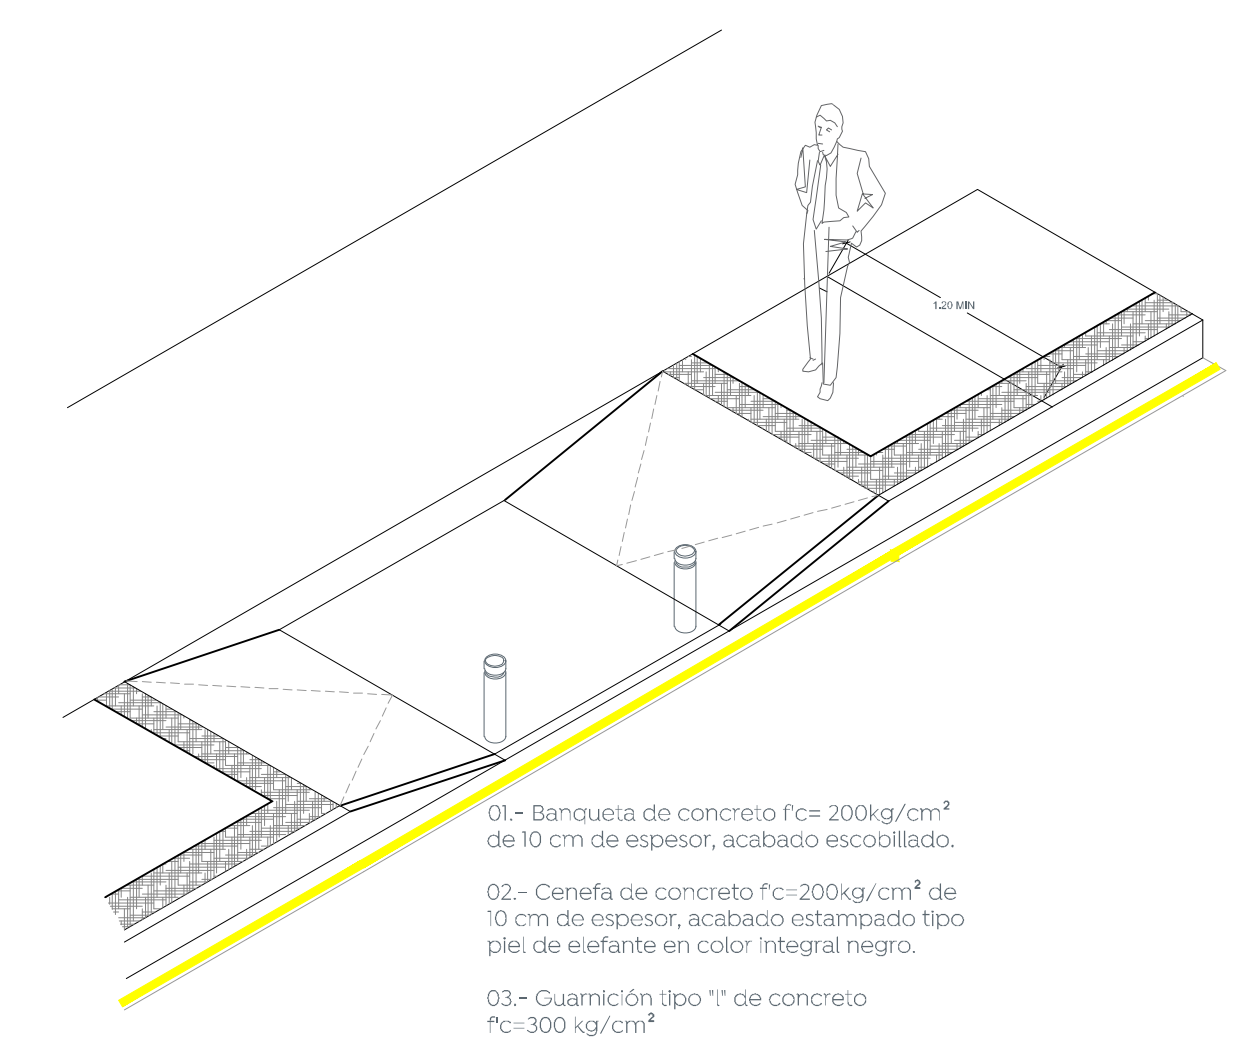 1.20 MIN
01.- Banqueta de concreto f'c= 200kg/cm²
de 10 cm de espesor, acabado escobillado.
02.- Cenefa de concreto f'c=200kg/cm² de
10 cm de espesor, acabado estampado tipo
piel de elefante en color integral negro.
03.- Guarnición tipo "l" de concreto
f'c=300 kg/cm²